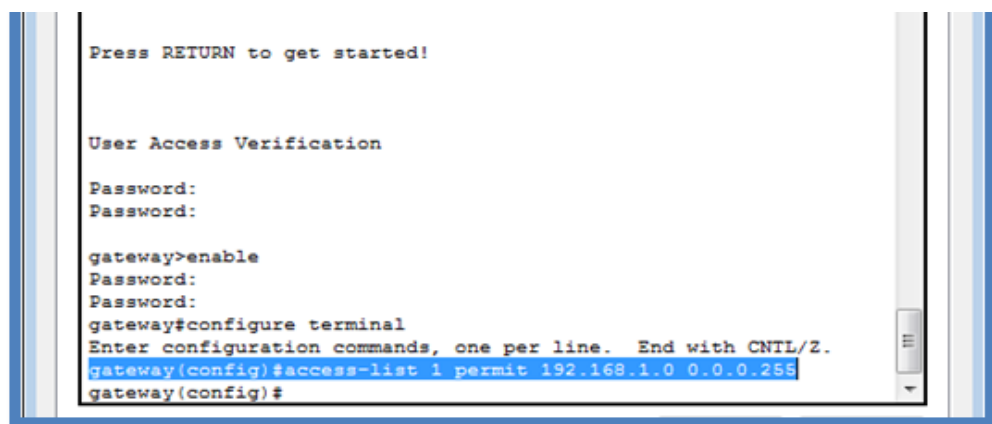 Press RETURN to get started!
User Access Verification
Password:
Password:
gateway>enable
Password:
Password:
gateway#configure terminal
Enter configuration commands, one per line.  End with CNTL/Z.
gateway(config)#access-list 1 permit 192.168.1.0 0.0.0.255
gateway(config)#